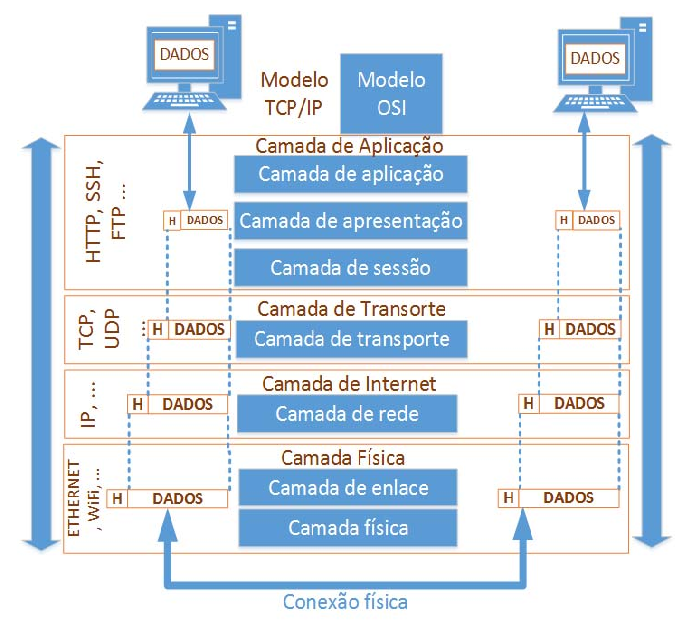 DADOS
DADOS
Modelo
TCP/IP
Modelo
OSI
Camada de Aplicação
HTTP, SSH,
FTP ...
Camada de aplicação
H DADOS
Camada de apresentação
H DADOS
Camada de sessão
Camada de Transorte
TCP,
UDP
...
H DADOS
Camada de transporte
H DADOS
Camada de Internet
IP, ...
H DADOS
Camada de rede
H DADOS
Camada Física
ETHERNET
, WiFi, ...
Camada de enlace
H DADOS
H DADOS
Camada física
Conexão física